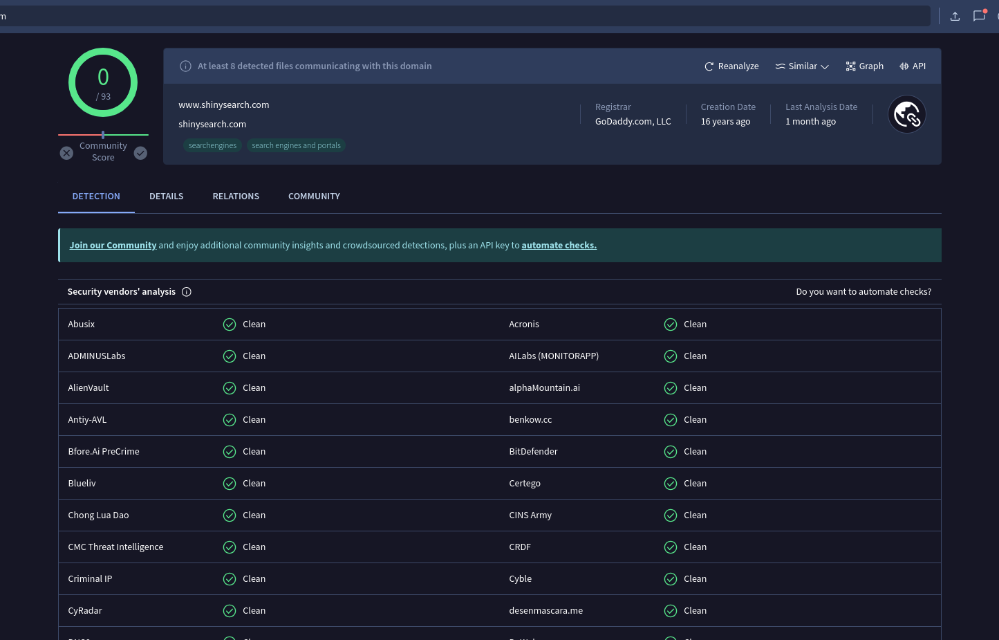 m
0
/ 93
Community
Score
At least 8 detected files communicating with this domain
Reanalyze
Similar
Graph
API
www.shinysearch.com
shinysearch.com
searchengines
search engines and portals
Registrar
GoDaddy.com, LLC
Creation Date
16 years ago
Last Analysis Date
1 month ago
DETECTION
DETAILS
RELATIONS
COMMUNITY
Join our Community and enjoy additional community insights and crowdsourced detections, plus an API key to automate checks.
Security vendors' analysis
Do you want to automate checks?
Abusix Clean Acronis Clean
ADMINUSLabs Clean AILabs (MONITORAPP) Clean
AlienVault Clean alphaMountain.ai Clean
Antiy-AVL Clean benkow.cc Clean
Bfore.Ai PreCrime Clean BitDefender Clean
Blueliv Clean Certego Clean
Chong Lua Dao Clean CINS Army Clean
CMC Threat Intelligence Clean CRDF Clean
Criminal IP Clean Cyble Clean
CyRadar Clean desenmascara.me Clean